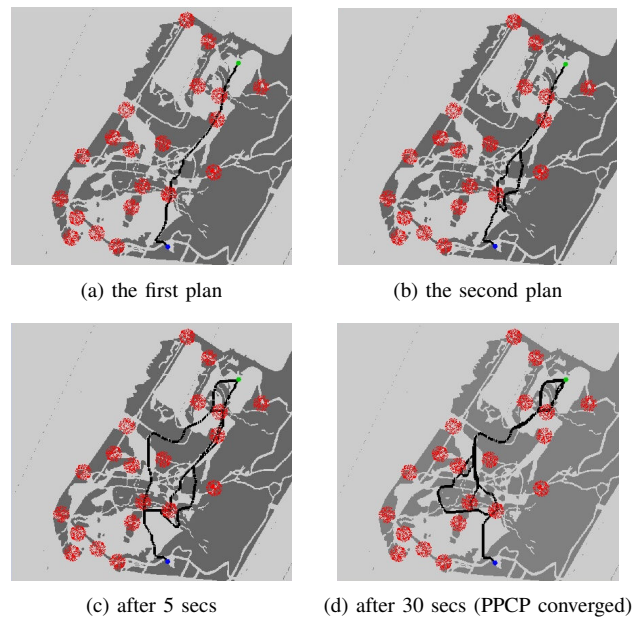 (a) the first plan
(b) the second plan
(c) after 5 secs
(d) after 30 secs (PPCP converged)